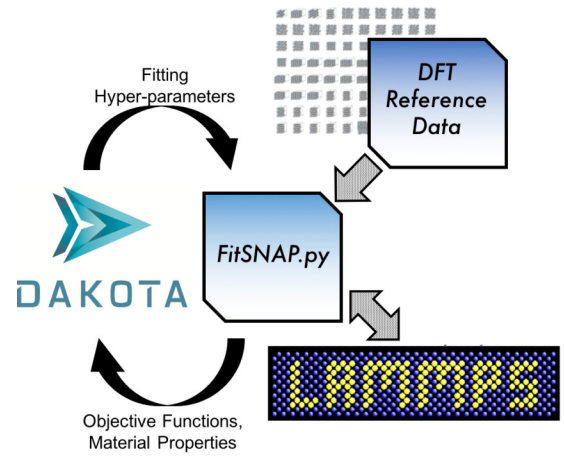 Fitting
Hyper-parameters
DFT
Reference
Data
FitSNAP.py
DAKOTA
LAMMPS
Objective Functions,
Material Properties